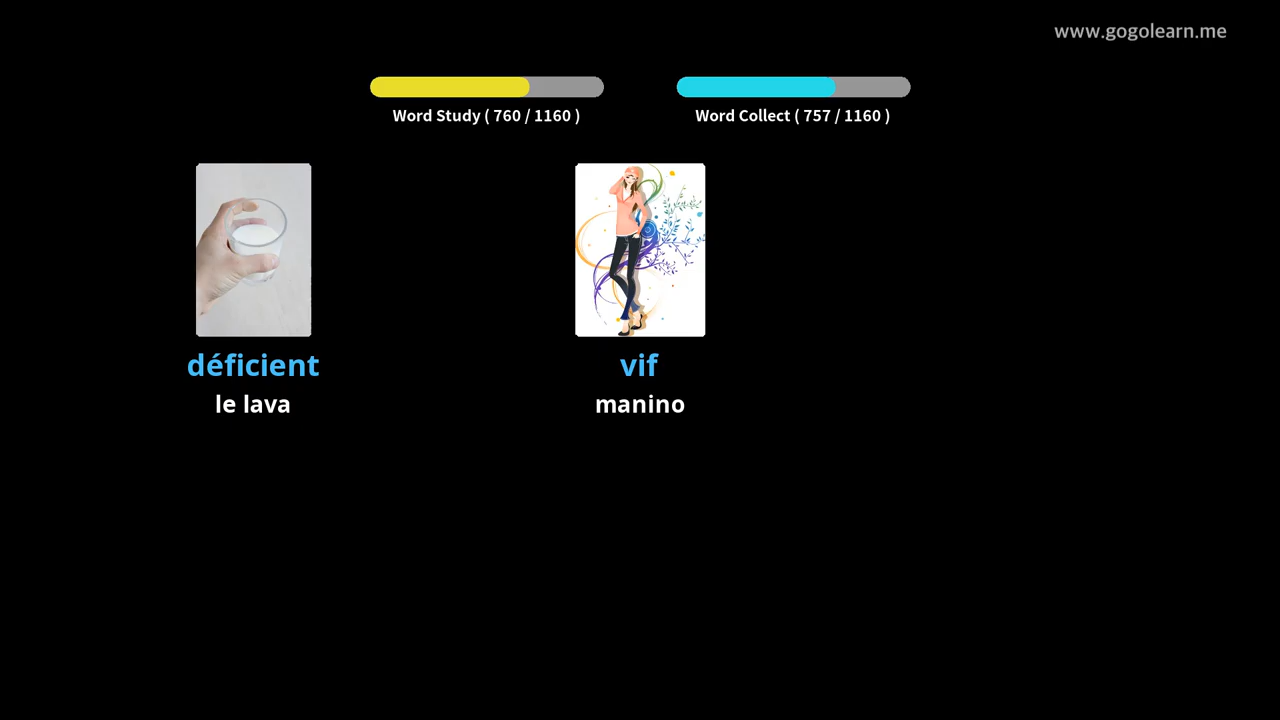 www.gogolearn.me
Word Study ( 760 / 1160 )
Word Collect ( 757 / 1160 )
déficient
le lava
vif
manino